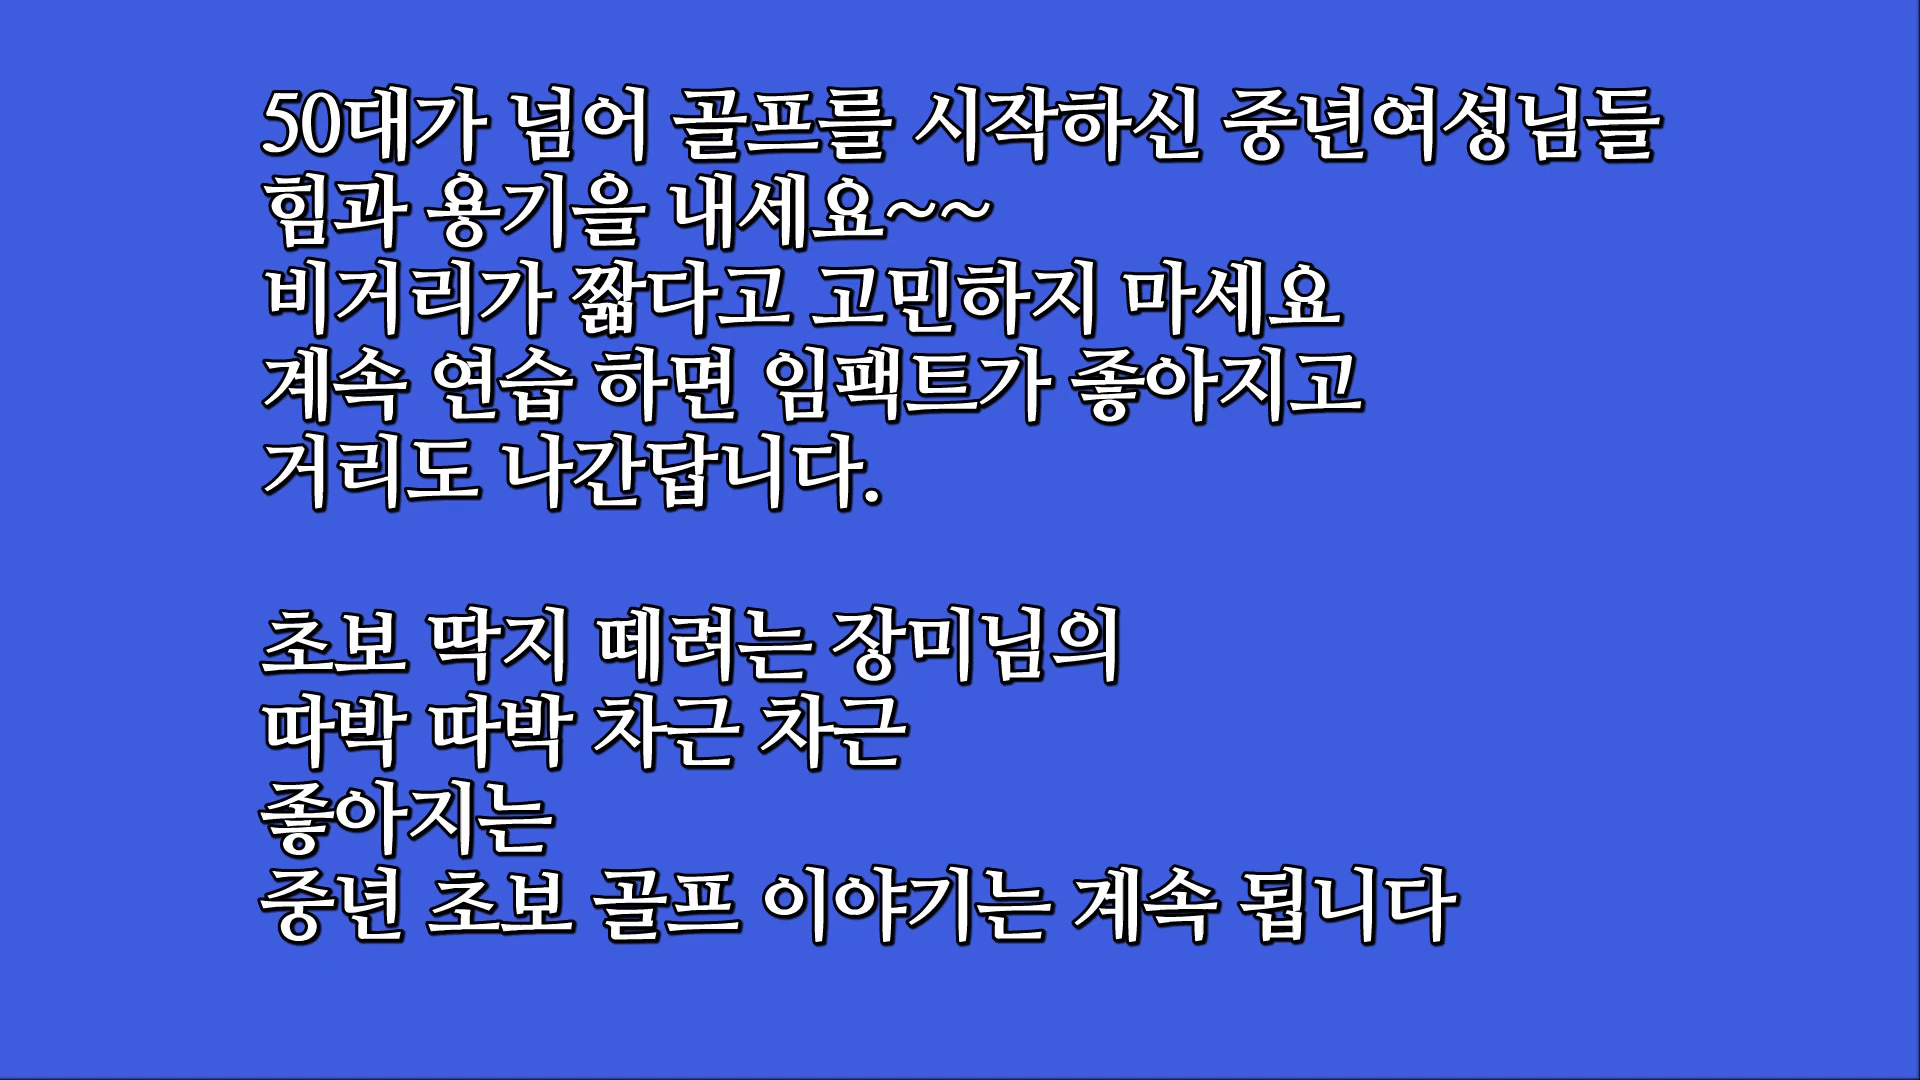 50대가 넘어 골프를 시작하신 중년여성님들
힘과 용기을 내세요~~
비거리가 짧다고 고민하지 마세요
계속 연습 하면 임팩트가 좋아지고
거리도 나간답니다.
초보 딱지 떼려는 장미님의
따박 따박 차근 차근
좋아지는
중년 초보 골프 이야기는 계속 됩니다